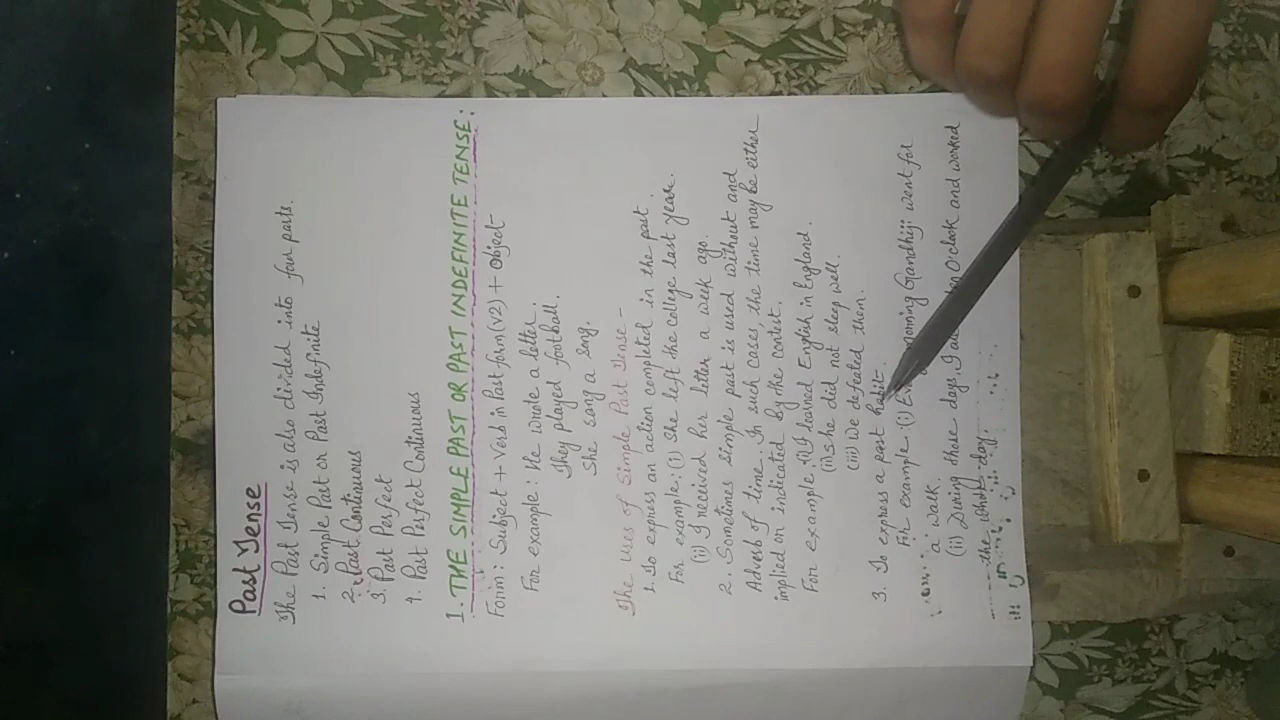 Past Tense
The Past Tense is also divided into four parts.
1. Simple Past or Past Indefinite
2. Past Continuous
3. Past Perfect
4. Past Perfect Continuous
1. THE SIMPLE PAST OR PAST INDEFINITE TENSE:
Form: Subject + Verb in Past form (V2) + Object
For example: He wrote a letter.
They played football.
She sang a song.
The uses of Simple Past Tense -
1. To express an action completed in the past.
For example: (i) She left the college last year.
(ii) I received her letter a week ago.
2. Sometimes simple past is used without and
Adverb of time. In such cases, the time may be either
implied or indicated by the contest.
For example: (i) I learned English in England.
(ii) She did not sleep well.
(iii) We defeated them.
3. To express a past habit-
For example: (i) morning Gandhiji went for
a walk.
(ii) During those days, I O'clock and worked
the whole day.